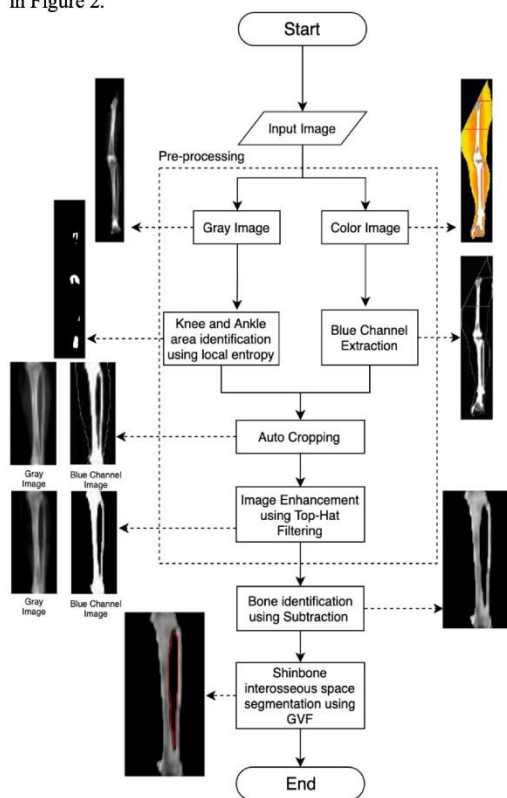 in Figure 2.
Start
Input Image
Pre-processing
Gray Image
Color Image
Knee and Ankle
area identification
using local entropy
Blue Channel
Extraction
Auto Cropping
Gray
Image
Blue Channel
Image
Image Enhancement
using Top-Hat
Filtering
Gray
Image
Blue Channel
Image
Bone identification
using Subtraction
Shinbone
interosseous space
segmentation using
GVF
End